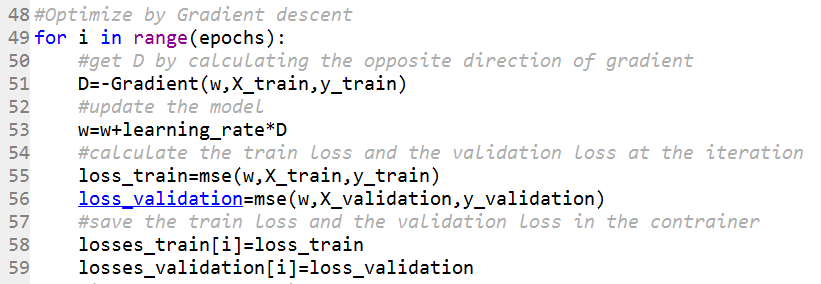 48 #Optimize by Gradient descent
49 for i in range(epochs):
50     #get D by calculating the opposite direction of gradient
51     D=-Gradient(w,X_train,y_train)
52     #update the model
53     w=w+learning_rate*D
54     #calculate the train loss and the validation loss at the iteration
55     loss_train=mse(w,X_train,y_train)
56     loss_validation=mse(w,X_validation,y_validation)
57     #save the train loss and the validation loss in the contrainer
58     losses_train[i]=loss_train
59     losses_validation[i]=loss_validation